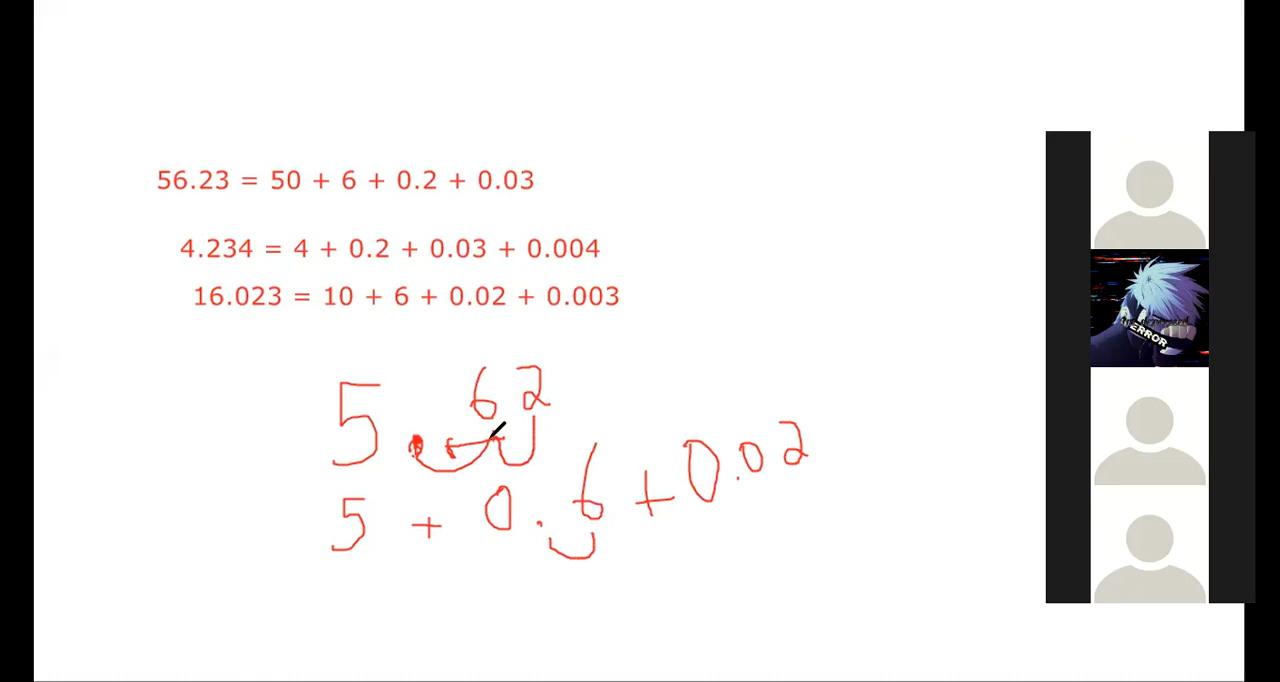 56.23 = 50 + 6 + 0.2 + 0.03
4.234 = 4 + 0.2 + 0.03 + 0.004
16.023 = 10 + 6 + 0.02 + 0.003
5.62
5 + 0.6 + 0.02
ERROR